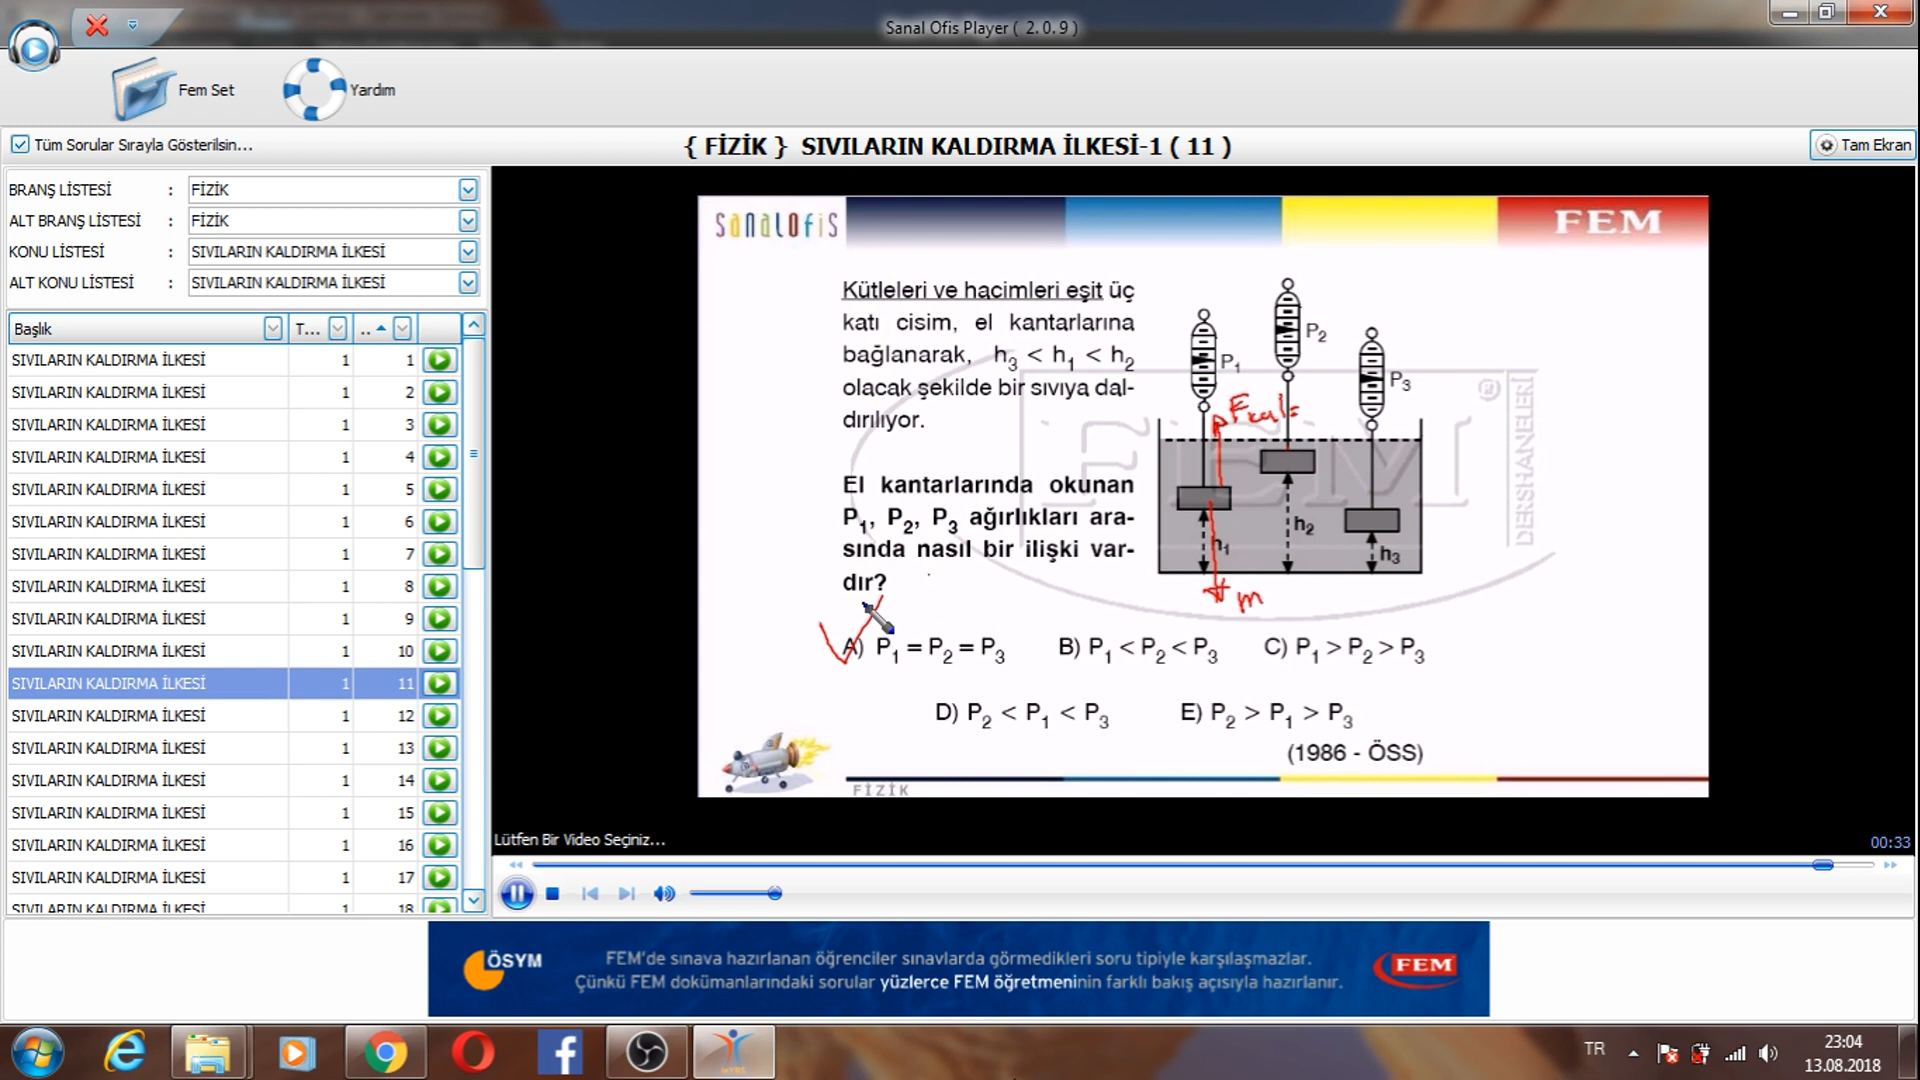 Sanal Ofis Player ( 2.0.9 )
Fem Set
Yardım
Tüm Sorular Sırayla Gösterilsin...
{ FİZİK } SIVILARIN KALDIRMA İLKESİ-1 ( 11 )
Tam Ekran
BRANŞ LİSTESİ : FİZİK
ALT BRANŞ LİSTESİ : FİZİK
KONU LİSTESİ : SIVILARIN KALDIRMA İLKESİ
ALT KONU LİSTESİ : SIVILARIN KALDIRMA İLKESİ
Başlık T... ..
SIVILARIN KALDIRMA İLKESİ 1 1
SIVILARIN KALDIRMA İLKESİ 1 2
SIVILARIN KALDIRMA İLKESİ 1 3
SIVILARIN KALDIRMA İLKESİ 1 4
SIVILARIN KALDIRMA İLKESİ 1 5
SIVILARIN KALDIRMA İLKESİ 1 6
SIVILARIN KALDIRMA İLKESİ 1 7
SIVILARIN KALDIRMA İLKESİ 1 8
SIVILARIN KALDIRMA İLKESİ 1 9
SIVILARIN KALDIRMA İLKESİ 1 10
SIVILARIN KALDIRMA İLKESİ 1 11
SIVILARIN KALDIRMA İLKESİ 1 12
SIVILARIN KALDIRMA İLKESİ 1 13
SIVILARIN KALDIRMA İLKESİ 1 14
SIVILARIN KALDIRMA İLKESİ 1 15
SIVILARIN KALDIRMA İLKESİ 1 16
SIVILARIN KALDIRMA İLKESİ 1 17
SIVILARIN KALDIRMA İLKESİ 1 18
sanalofis
FEM
Kütleleri ve hacimleri eşit üç
katı cisim, el kantarlarına
bağlanarak, h3 < h1 < h2
olacak şekilde bir sıvıya dal-
dırılıyor.
El kantarlarında okunan
P1, P2, P3 ağırlıkları ara-
sında nasıl bir ilişki var-
dır?
P1
P2
P3
Fkal=
h1
h2
h3
m
FEM
DERSHANELERİ
®
A) P1 = P2 = P3 B) P1 < P2 < P3 C) P1 > P2 > P3
D) P2 < P1 < P3 E) P2 > P1 > P3
(1986 - ÖSS)
FİZİK
Lütfen Bir Video Seçiniz...
00:33
ÖSYM
FEM'de sınava hazırlanan öğrenciler sınavlarda görmedikleri soru tipiyle karşılaşmazlar.
Çünkü FEM dokümanlarındaki sorular yüzlerce FEM öğretmeninin farklı bakış açısıyla hazırlanır.
FEM
TR
23:04
13.08.2018